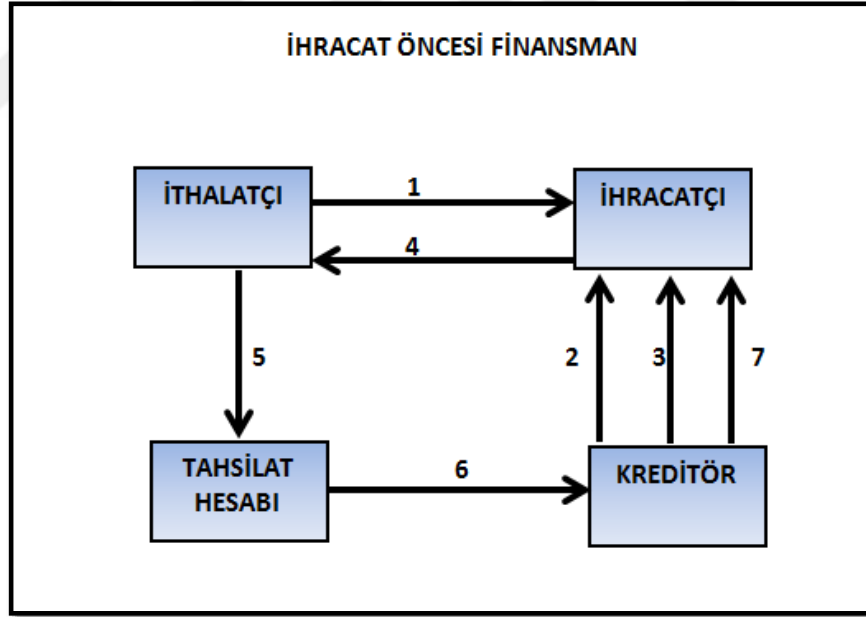 İHRACAT ÖNCESİ FİNANSMAN
İTHALATÇI
1
İHRACATÇI
4
5
2
3
7
TAHSİLAT
HESABI
6
KREDİTÖR